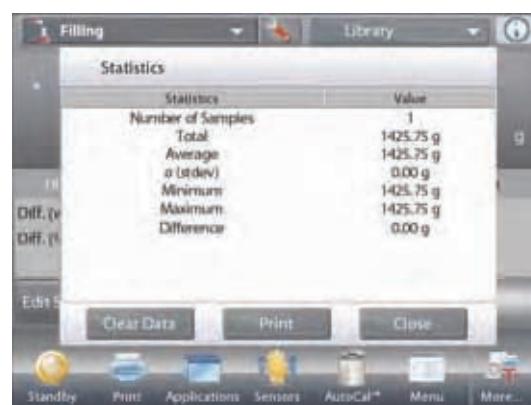 Filling Library
Statistics
g
Statistics Value
Number of Samples 1
Total 1425.75 g
Average 1425.75 g
σ (stdev) 0.00 g
Minimum 1425.75 g
Maximum 1425.75 g
Difference 0.00 g
Diff.
Diff.
Edit
Clear Data Print Close
Standby Print Applications Sensors AutoCal™ Menu More...